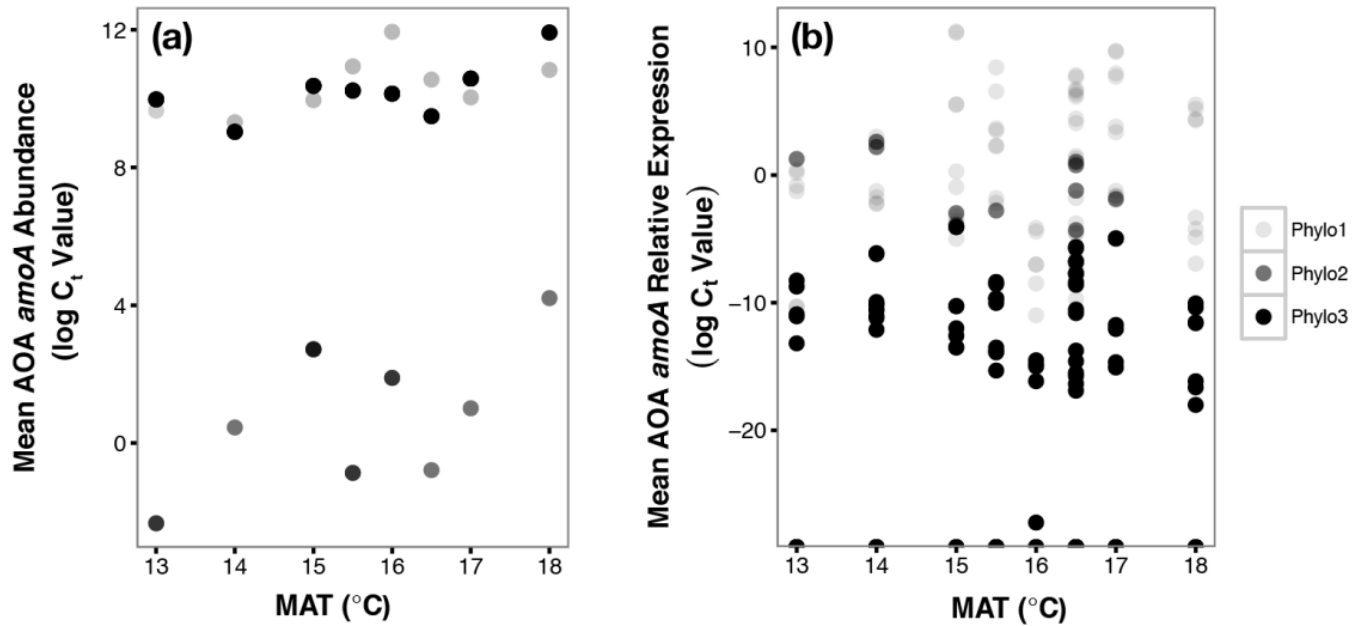 (a)
Mean AOA amoA Abundance
(log Ct Value)
12
8
4
0
13 14 15 16 17 18
MAT (°C)
(b)
Mean AOA amoA Relative Expression
(log Ct Value)
10
0
−10
−20
13 14 15 16 17 18
MAT (°C)
Phylo1
Phylo2
Phylo3